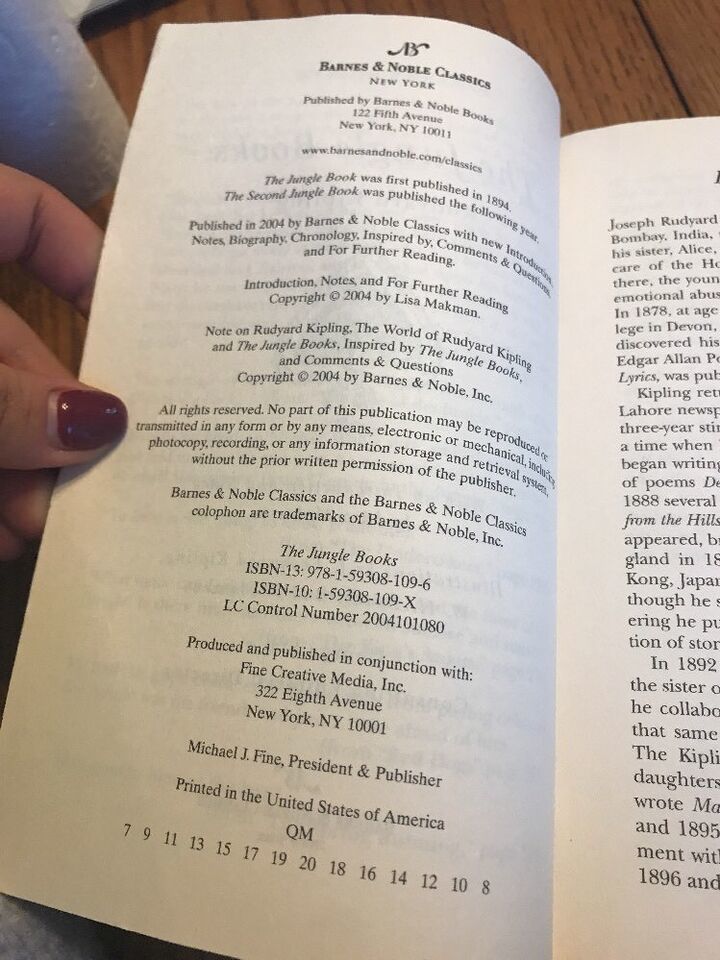 BARNES & NOBLE CLASSICS
NEW YORK
Published by Barnes & Noble Books
122 Fifth Avenue
New York, NY 10011
www.barnesandnoble.com/classics
The Jungle Book was first published in 1894.
The Second Jungle Book was published the following year.
Published in 2004 by Barnes & Noble Classics with new Introduction,
Notes, Biography, Chronology, Inspired by, Comments & Questions,
and For Further Reading.
Introduction, Notes, and For Further Reading
Copyright © 2004 by Lisa Makman.
Note on Rudyard Kipling, The World of Rudyard Kipling
and The Jungle Books, Inspired by The Jungle Books,
and Comments & Questions
Copyright © 2004 by Barnes & Noble, Inc.
All rights reserved. No part of this publication may be reproduced or
transmitted in any form or by any means, electronic or mechanical, including
photocopy, recording, or any information storage and retrieval system,
without the prior written permission of the publisher.
Barnes & Noble Classics and the Barnes & Noble Classics
colophon are trademarks of Barnes & Noble, Inc.
The Jungle Books
ISBN-13: 978-1-59308-109-6
ISBN-10: 1-59308-109-X
LC Control Number 2004101080
Produced and published in conjunction with:
Fine Creative Media, Inc.
322 Eighth Avenue
New York, NY 10001
Michael J. Fine, President & Publisher
Printed in the United States of America
QM
7 9 11 13 15 17 19 20 18 16 14 12 10 8
Joseph Rudyard
Bombay, India,
his sister, Alice,
care of the Ho
there, the youn
emotional abus
In 1878, at age
lege in Devon,
discovered his
Edgar Allan Po
Lyrics, was pub
Kipling retu
Lahore newsp
three-year stin
a time when
began writing
of poems De
1888 several
from the Hills
appeared, bu
gland in 18
Kong, Japan
though he s
ering he pu
tion of stor
In 1892
the sister o
he collabo
that same
The Kipli
daughters
wrote Ma
and 1895
ment with
1896 and